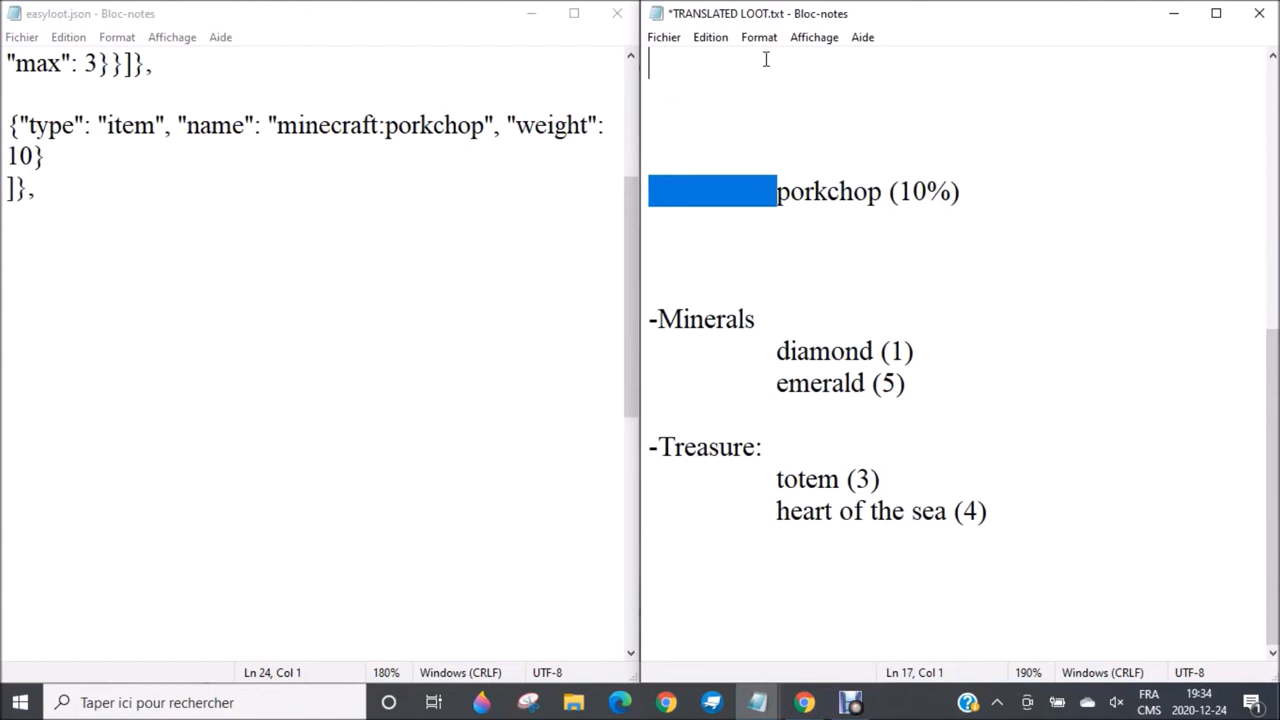 easyloot.json - Bloc-notes
Fichier Edition Format Affichage Aide
"max": 3}}]},
{"type": "item", "name": "minecraft:porkchop", "weight":
10}
]},
Ln 24, Col 1 180% Windows (CRLF) UTF-8
*TRANSLATED LOOT.txt - Bloc-notes
Fichier Edition Format Affichage Aide
porkchop (10%)
-Minerals
diamond (1)
emerald (5)
-Treasure:
totem (3)
heart of the sea (4)
Ln 17, Col 1 190% Windows (CRLF) UTF-8
Taper ici pour rechercher
FRA
CMS
19:34
2020-12-24
1